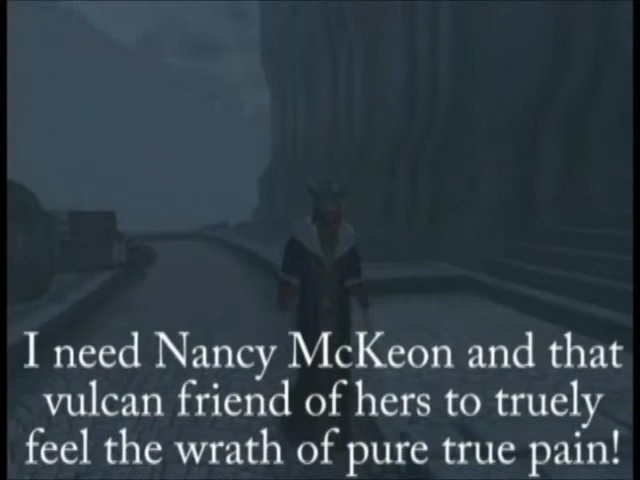 I need Nancy McKeon and that
vulcan friend of hers to truely
feel the wrath of pure true pain!